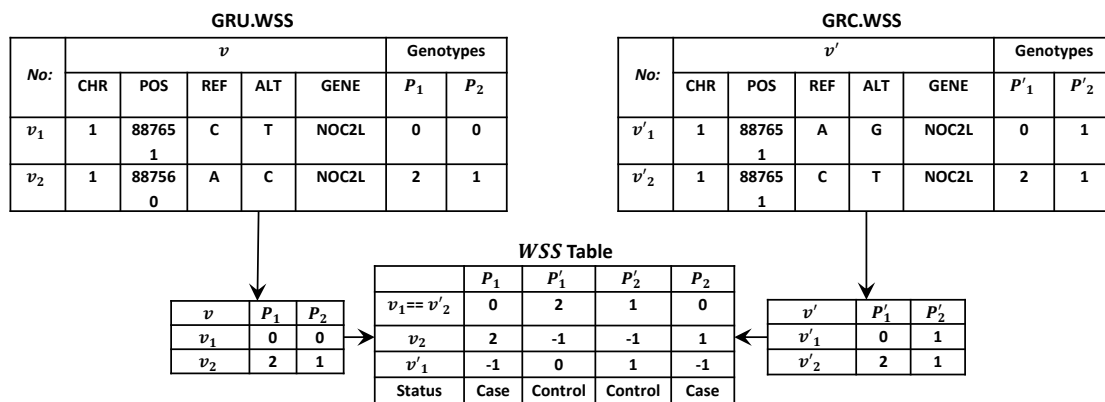 GRU.WSS
No: v Genotypes
CHR POS REF ALT GENE P₁ P₂
v₁ 1 887651 C T NOC2L 0 0
v₂ 1 887560 A C NOC2L 2 1
GRC.WSS
No: v′ Genotypes
CHR POS REF ALT GENE P′₁ P′₂
v′₁ 1 887651 A G NOC2L 0 1
v′₂ 1 887651 C T NOC2L 2 1
WSS Table
P₁ P′₁ P′₂ P₂
v₁== v′₂ 0 2 1 0
v₂ 2 -1 -1 1
v′₁ -1 0 1 -1
Status Case Control Control Case
v P₁ P₂
v₁ 0 0
v₂ 2 1
v′ P′₁ P′₂
v′₁ 0 1
v′₂ 2 1